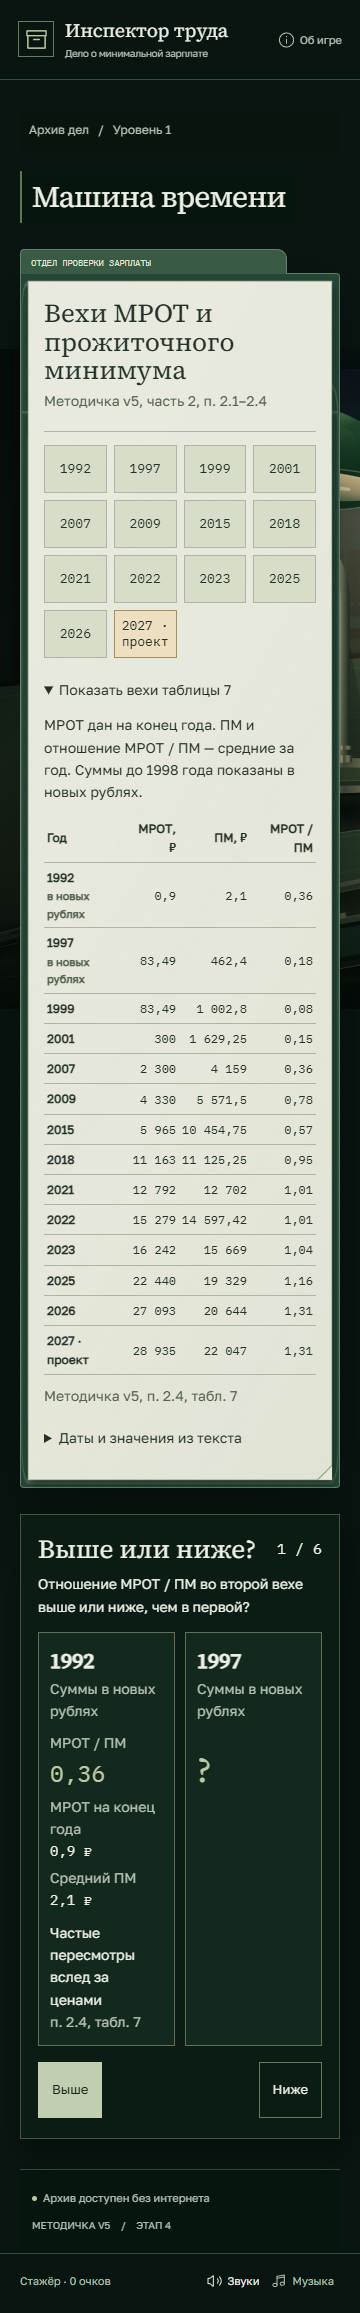 Инспектор труда
Дело о минимальной зарплате
Об игре
Архив дел / Уровень 1
Машина времени
ОТДЕЛ ПРОВЕРКИ ЗАРПЛАТЫ
Вехи МРОТ и
прожиточного
минимума
Методичка v5, часть 2, п. 2.1–2.4
1992 1997 1999 2001
2007 2009 2015 2018
2021 2022 2023 2025
2026 2027 ·
проект
▼ Показать вехи таблицы 7
МРОТ дан на конец года. ПМ и
отношение МРОТ / ПМ — средние за
год. Суммы до 1998 года показаны в
новых рублях.
Год МРОТ, ₽ ПМ, ₽ МРОТ / ПМ
1992 в новых рублях 0,9 2,1 0,36
1997 в новых рублях 83,49 462,4 0,18
1999 83,49 1 002,8 0,08
2001 300 1 629,25 0,15
2007 2 300 4 159 0,36
2009 4 330 5 571,5 0,78
2015 5 965 10 454,75 0,57
2018 11 163 11 125,25 0,95
2021 12 792 12 702 1,01
2022 15 279 14 597,42 1,01
2023 16 242 15 669 1,04
2025 22 440 19 329 1,16
2026 27 093 20 644 1,31
2027 · проект 28 935 22 047 1,31
Методичка v5, п. 2.4, табл. 7
▶ Даты и значения из текста
Выше или ниже? 1 / 6
Отношение МРОТ / ПМ во второй вехе
выше или ниже, чем в первой?
1992
Суммы в новых
рублях
МРОТ / ПМ
0,36
МРОТ на конец
года
0,9 ₽
Средний ПМ
2,1 ₽
Частые
пересмотры
вслед за
ценами
п. 2.4, табл. 7
1997
Суммы в новых
рублях
?
Выше Ниже
• Архив доступен без интернета
МЕТОДИЧКА V5 / ЭТАП 4
Стажёр · 0 очков Звуки Музыка